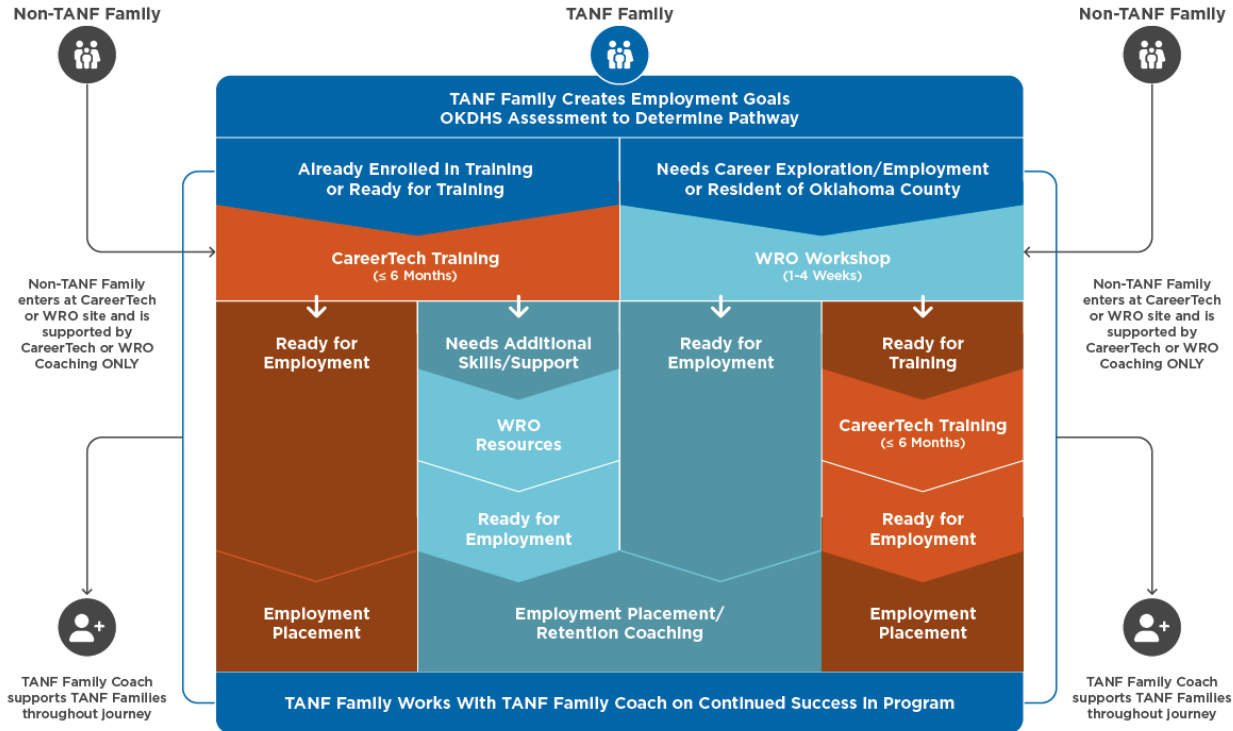 Non-TANF Family
TANF Family
Non-TANF Family
TANF Family Creates Employment Goals
OKDHS Assessment to Determine Pathway
Already Enrolled in Training
or Ready for Training
Needs Career Exploration/Employment
or Resident of Oklahoma County
CareerTech Training
(≤ 6 Months)
WRO Workshop
(1-4 Weeks)
Non-TANF Family
enters at CareerTech
or WRO site and is
supported by
CareerTech or WRO
Coaching ONLY
Non-TANF Family
enters at CareerTech
or WRO site and is
supported by
CareerTech or WRO
Coaching ONLY
Ready for
Employment
Needs Additional
Skills/Support
Ready for
Employment
Ready for
Training
WRO
Resources
CareerTech Training
(≤ 6 Months)
Ready for
Employment
Ready for
Employment
Employment
Placement
Employment Placement/
Retention Coaching
Employment
Placement
TANF Family Coach
supports TANF Families
throughout journey
TANF Family Coach
supports TANF Families
throughout journey
TANF Family Works With TANF Family Coach on Continued Success in Program